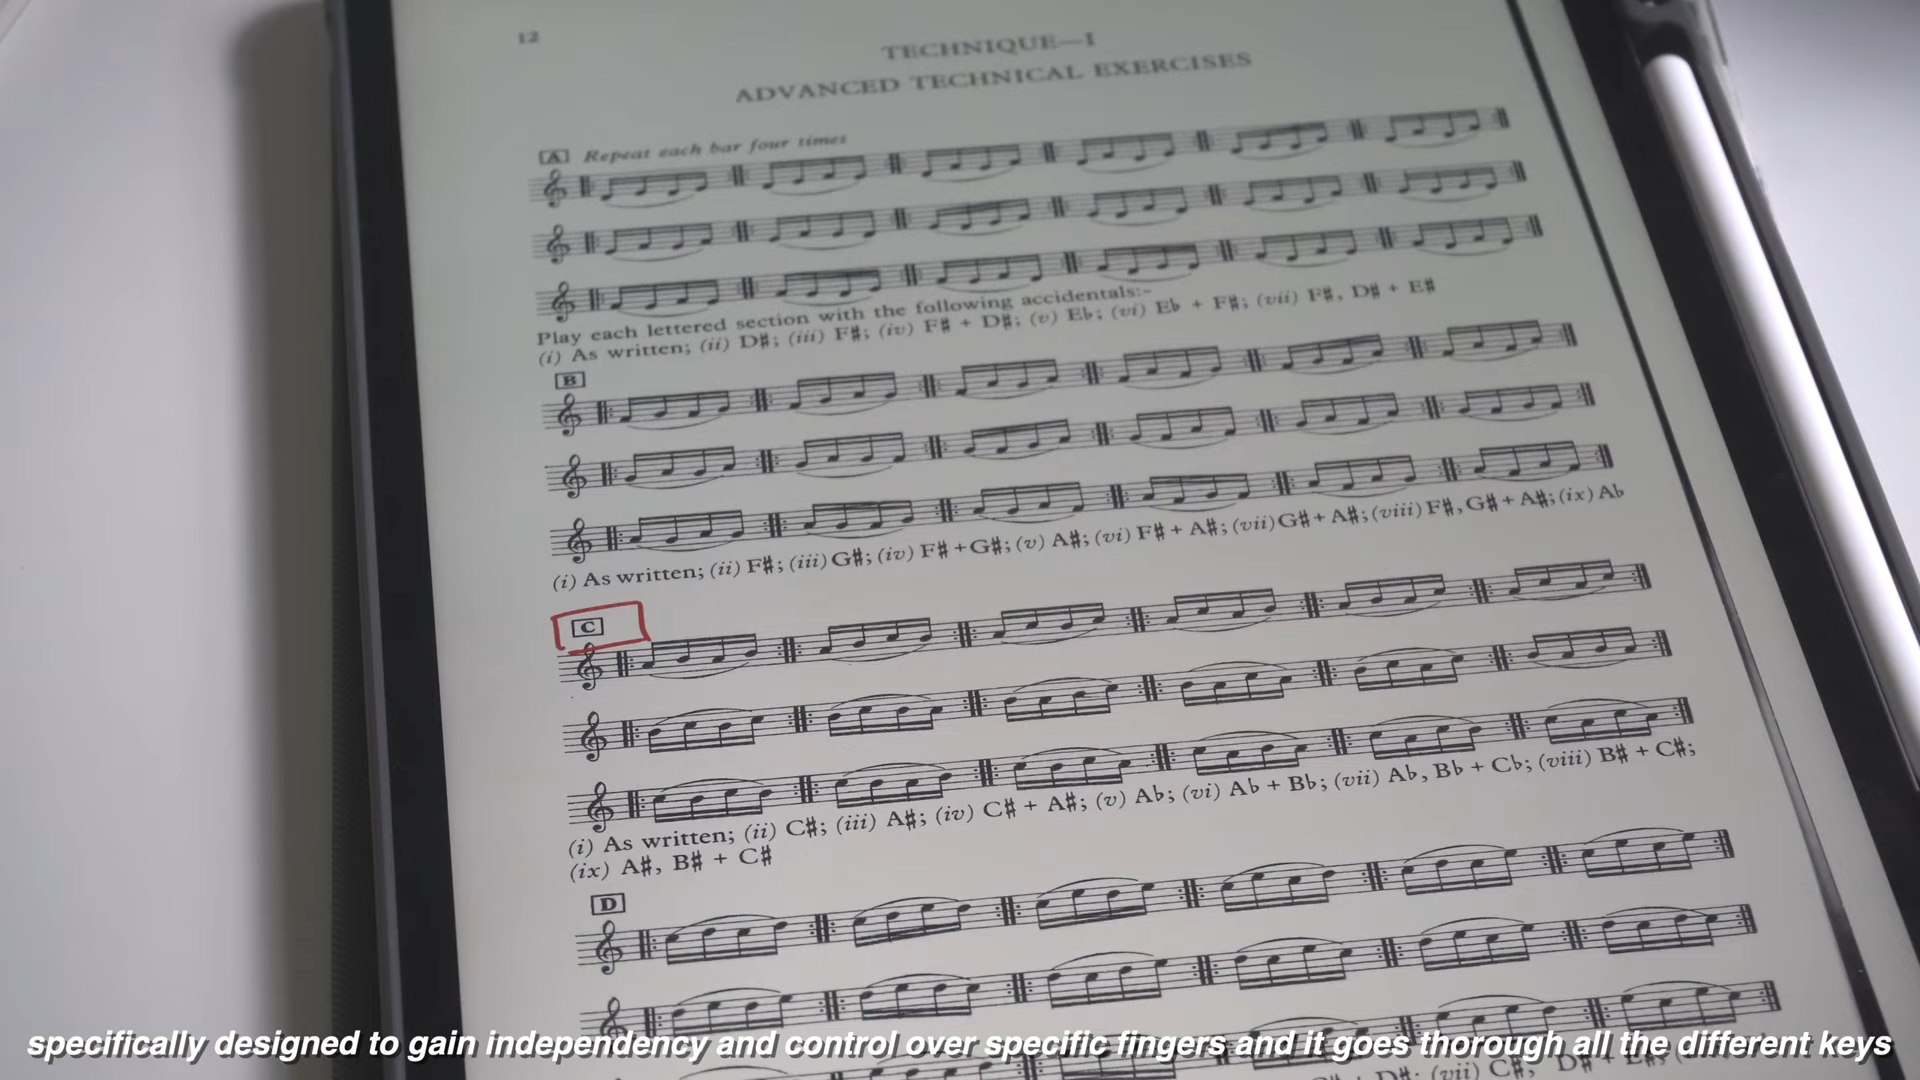 12
TECHNIQUE—I
ADVANCED TECHNICAL EXERCISES
A Repeat each bar four times
Play each lettered section with the following accidentals:-
(i) As written; (ii) D♯; (iii) F♯; (iv) F♯ + D♯; (v) E♭; (vi) E♭ + F♯; (vii) F♯, D♯ + E♯
B
(i) As written; (ii) F♯; (iii) G♯; (iv) F♯ + G♯; (v) A♯; (vi) F♯ + A♯; (vii) G♯ + A♯; (viii) F♯, G♯ + A♯; (ix) A♭
C
(i) As written; (ii) C♯; (iii) A♯; (iv) C♯ + A♯; (v) A♭; (vi) A♭ + B♭; (vii) A♭, B♭ + C♭; (viii) B♯ + C♯;
(ix) A♯, B♯ + C♯
D
D♯; (vii) C♯, D♯ + E♯;
specifically designed to gain independency and control over specific fingers and it goes thorough all the different keys